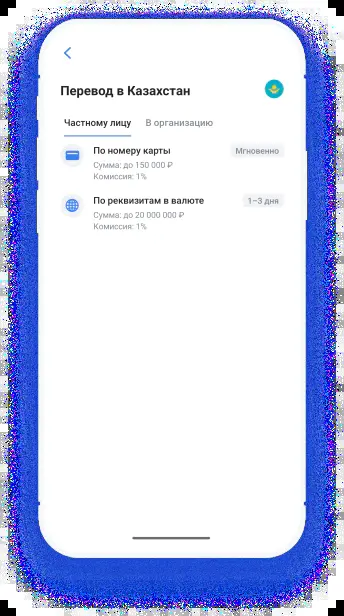 Перевод в Казахстан
Частному лицу
В организацию
По номеру карты
Мгновенно
Сумма: до 150 000 ₽
Комиссия: 1%
По реквизитам в валюте
1–3 дня
Сумма: до 20 000 000 ₽
Комиссия: 1%